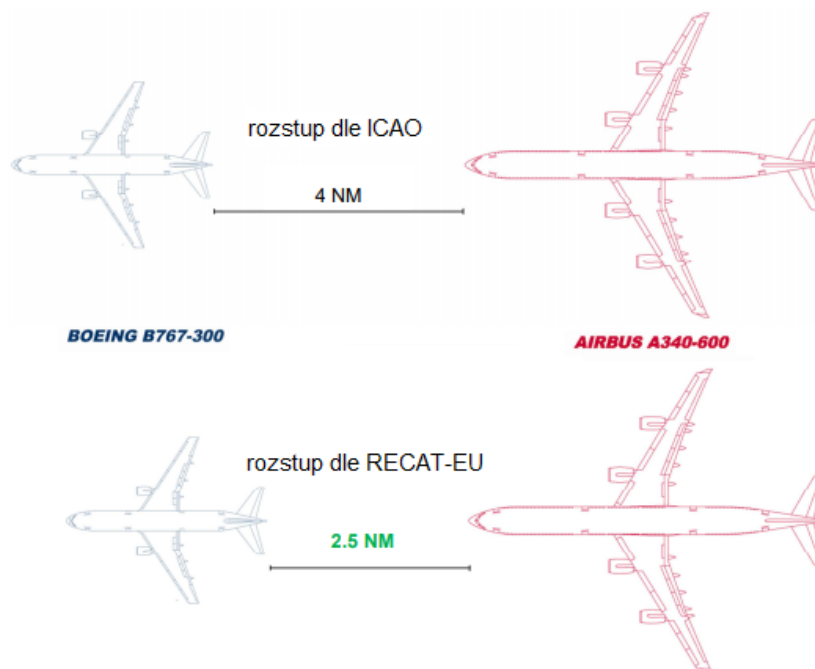 rozstup dle ICAO
4 NM
BOEING B767-300
AIRBUS A340-600
rozstup dle RECAT-EU
2.5 NM